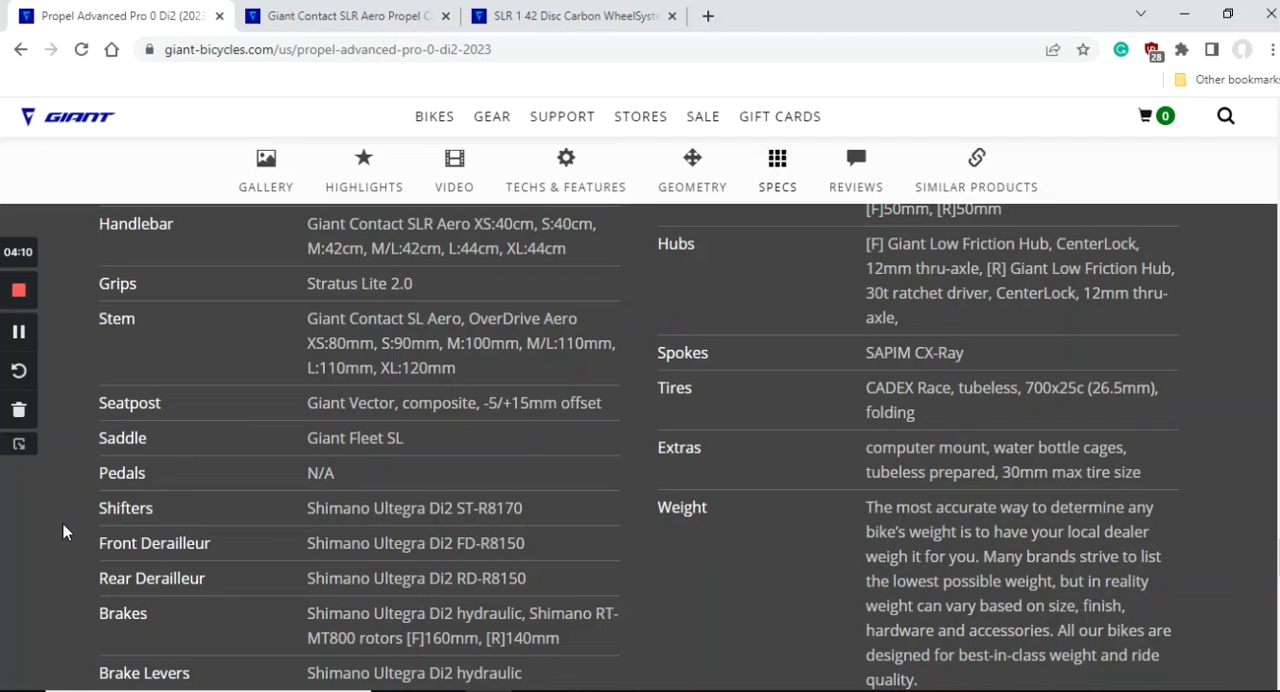 Propel Advanced Pro 0 Di2 (2023
Giant Contact SLR Aero Propel C
SLR 1 42 Disc Carbon WheelSyste
giant-bicycles.com/us/propel-advanced-pro-0-di2-2023
28
Other bookmarks
GIANT
BIKES GEAR SUPPORT STORES SALE GIFT CARDS
0
GALLERY HIGHLIGHTS VIDEO TECHS & FEATURES GEOMETRY SPECS REVIEWS SIMILAR PRODUCTS
04:10
Handlebar
Giant Contact SLR Aero XS:40cm, S:40cm,
M:42cm, M/L:42cm, L:44cm, XL:44cm
Grips
Stratus Lite 2.0
Stem
Giant Contact SL Aero, OverDrive Aero
XS:80mm, S:90mm, M:100mm, M/L:110mm,
L:110mm, XL:120mm
Seatpost
Giant Vector, composite, -5/+15mm offset
Saddle
Giant Fleet SL
Pedals
N/A
Shifters
Shimano Ultegra Di2 ST-R8170
Front Derailleur
Shimano Ultegra Di2 FD-R8150
Rear Derailleur
Shimano Ultegra Di2 RD-R8150
Brakes
Shimano Ultegra Di2 hydraulic, Shimano RT-
MT800 rotors [F]160mm, [R]140mm
Brake Levers
Shimano Ultegra Di2 hydraulic
[F]50mm, [R]50mm
Hubs
[F] Giant Low Friction Hub, CenterLock,
12mm thru-axle, [R] Giant Low Friction Hub,
30t ratchet driver, CenterLock, 12mm thru-
axle,
Spokes
SAPIM CX-Ray
Tires
CADEX Race, tubeless, 700x25c (26.5mm),
folding
Extras
computer mount, water bottle cages,
tubeless prepared, 30mm max tire size
Weight
The most accurate way to determine any
bike's weight is to have your local dealer
weigh it for you. Many brands strive to list
the lowest possible weight, but in reality
weight can vary based on size, finish,
hardware and accessories. All our bikes are
designed for best-in-class weight and ride
quality.